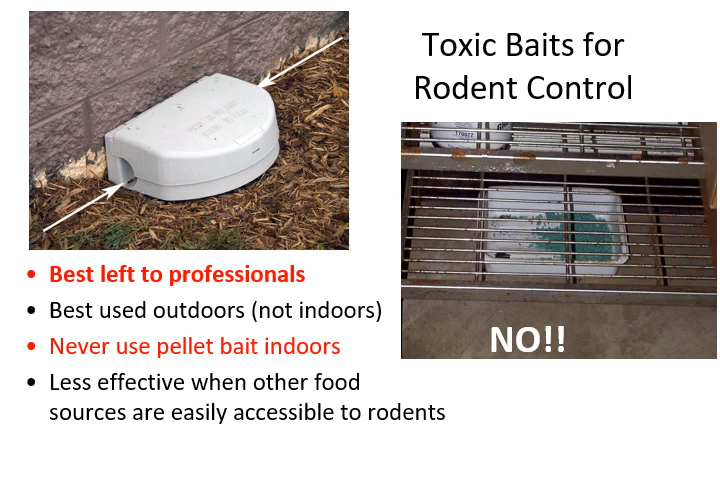 Toxic Baits for
Rodent Control
NO!!
• Best left to professionals
• Best used outdoors (not indoors)
• Never use pellet bait indoors
• Less effective when other food
sources are easily accessible to rodents